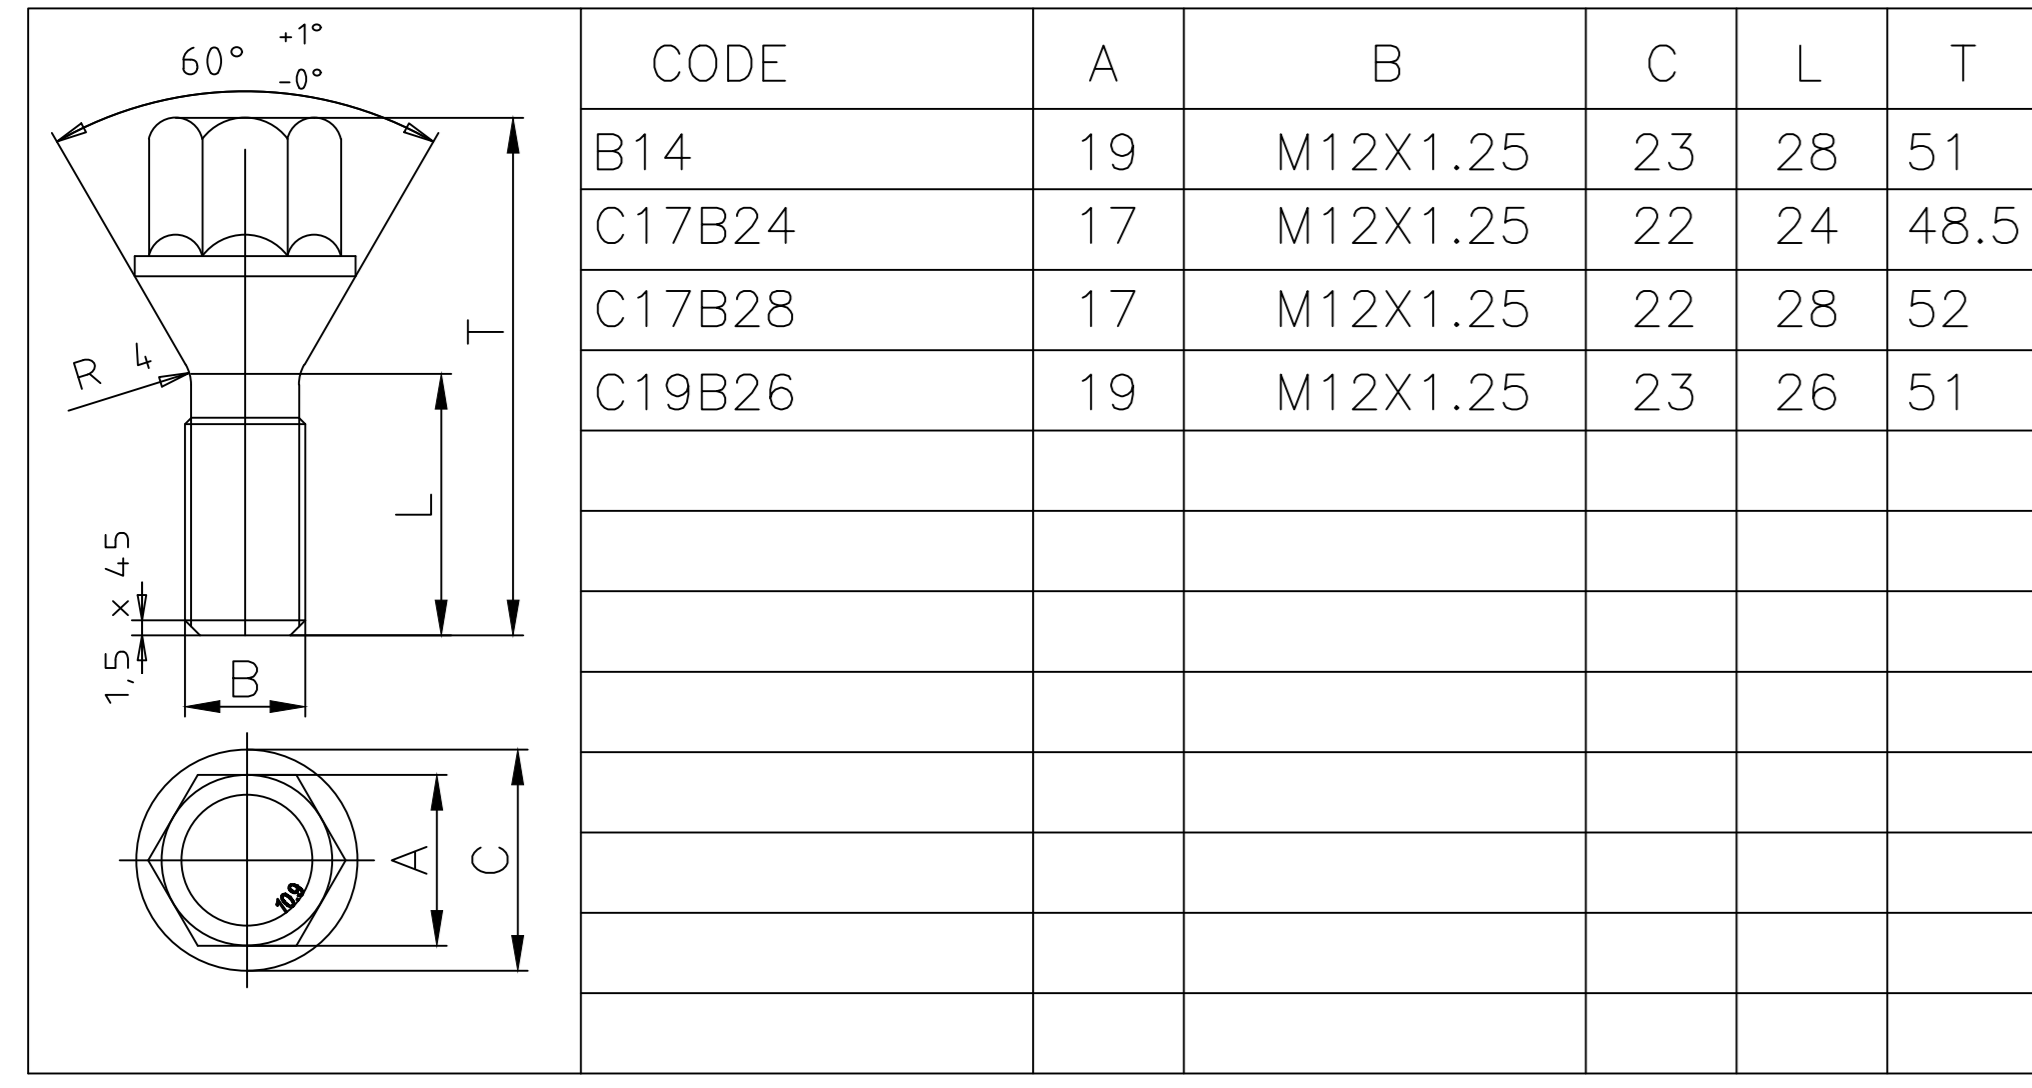 60° +1°
-0°
R 4
T
L
1,5 x 45
B
A
C
10.9
CODE A B C L T
B14 19 M12X1.25 23 28 51
C17B24 17 M12X1.25 22 24 48.5
C17B28 17 M12X1.25 22 28 52
C19B26 19 M12X1.25 23 26 51